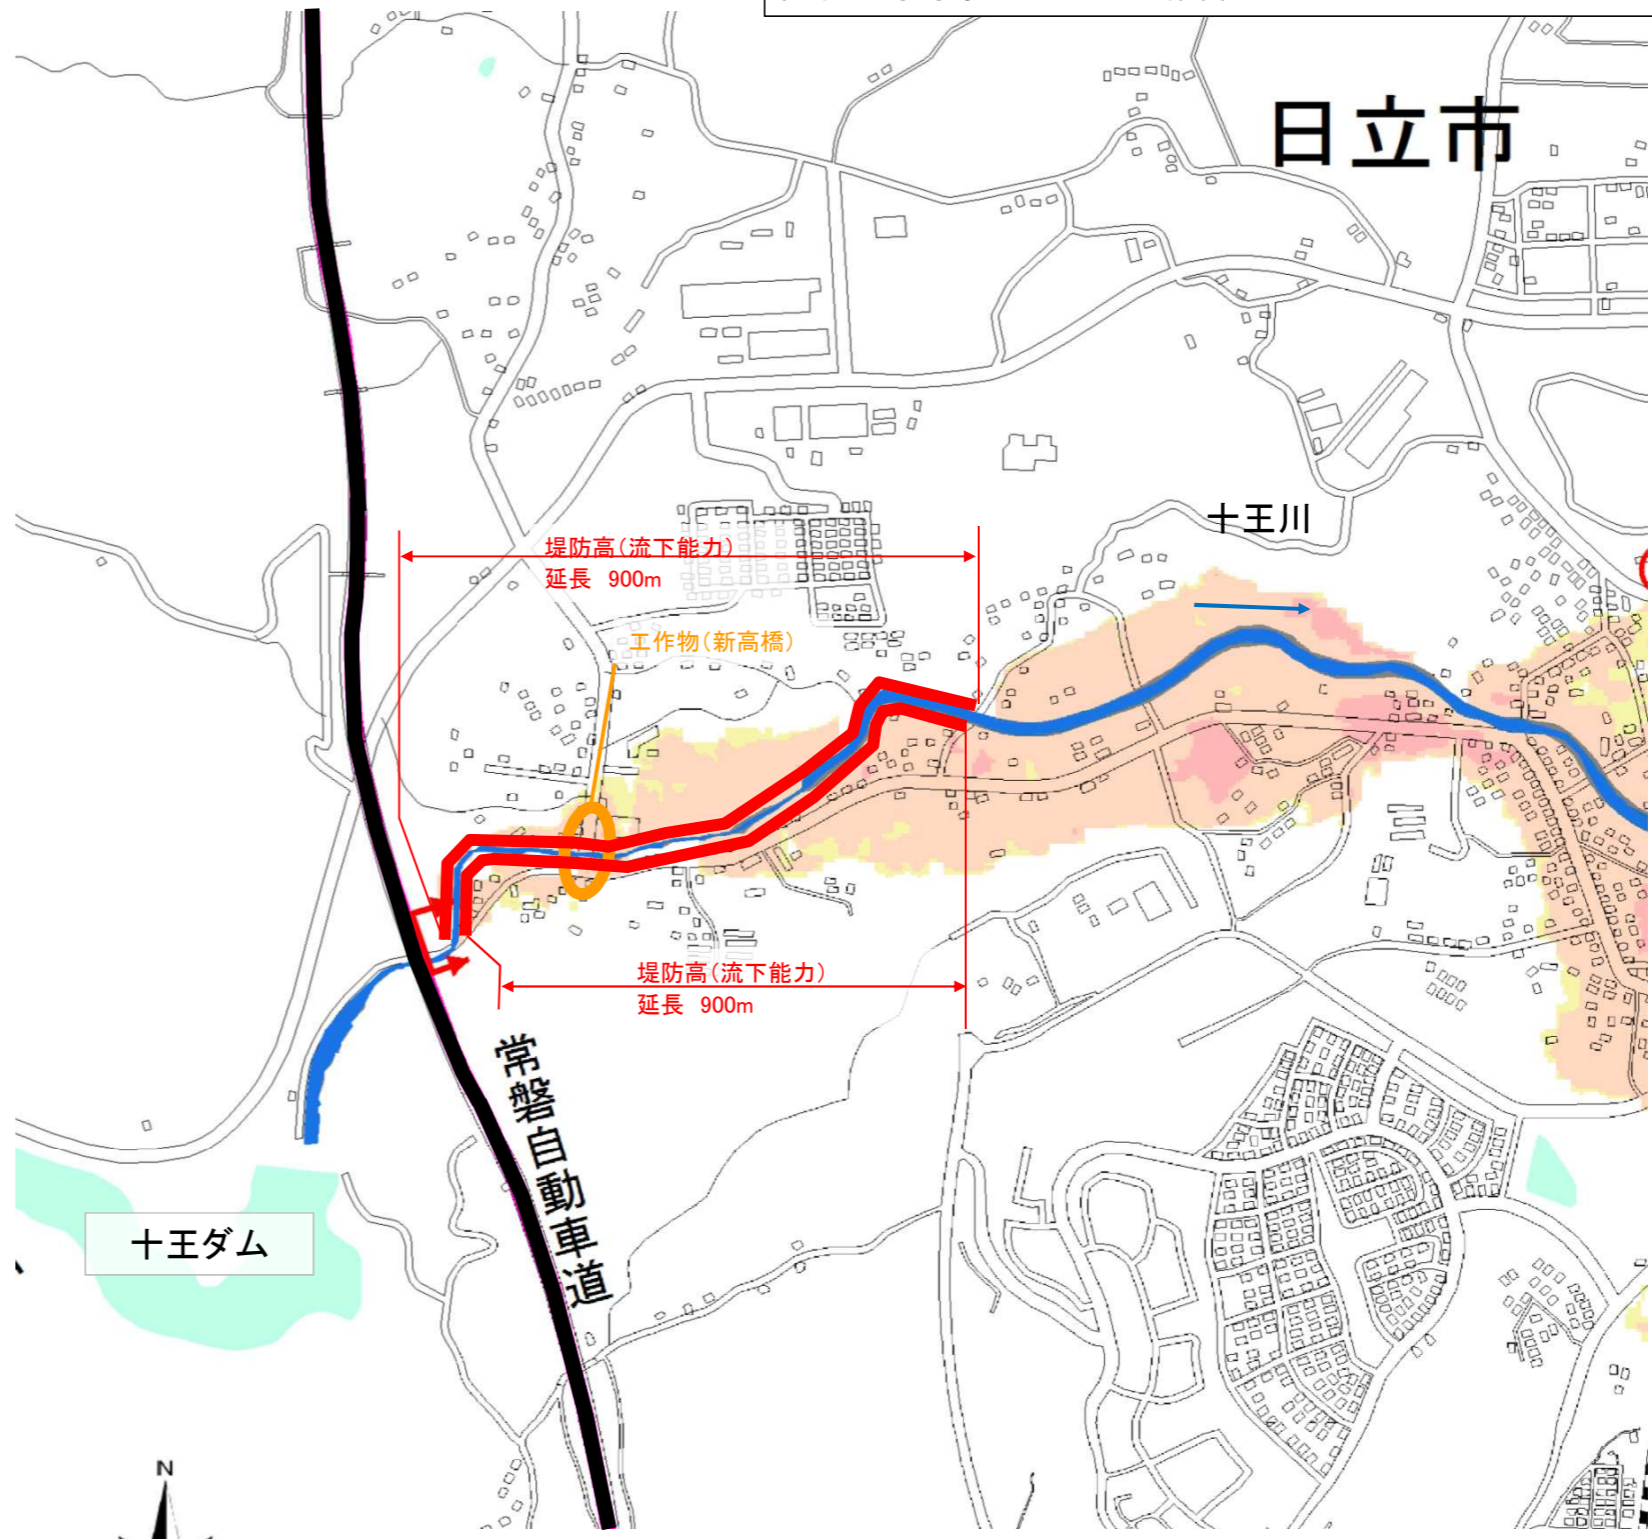 日立市
十王川
堤防高(流下能力)
延長 900m
工作物(新高橋)
堤防高(流下能力)
延長 900m
常磐自動車道
十王ダム
N